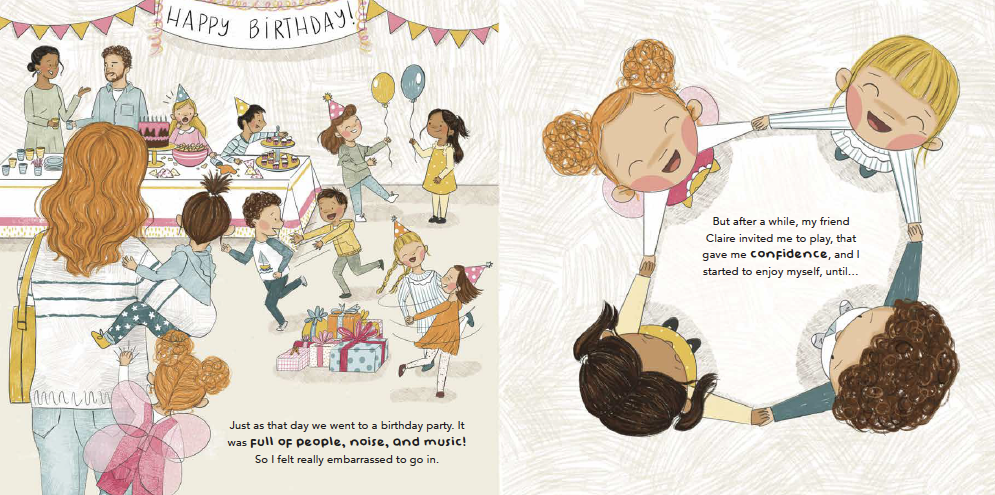 HAPPY BIRTHDAY!
Just as that day we went to a birthday party. It
was full of people, noise, and music!
So I felt really embarrassed to go in.
But after a while, my friend
Claire invited me to play, that
gave me confidence, and I
started to enjoy myself, until...